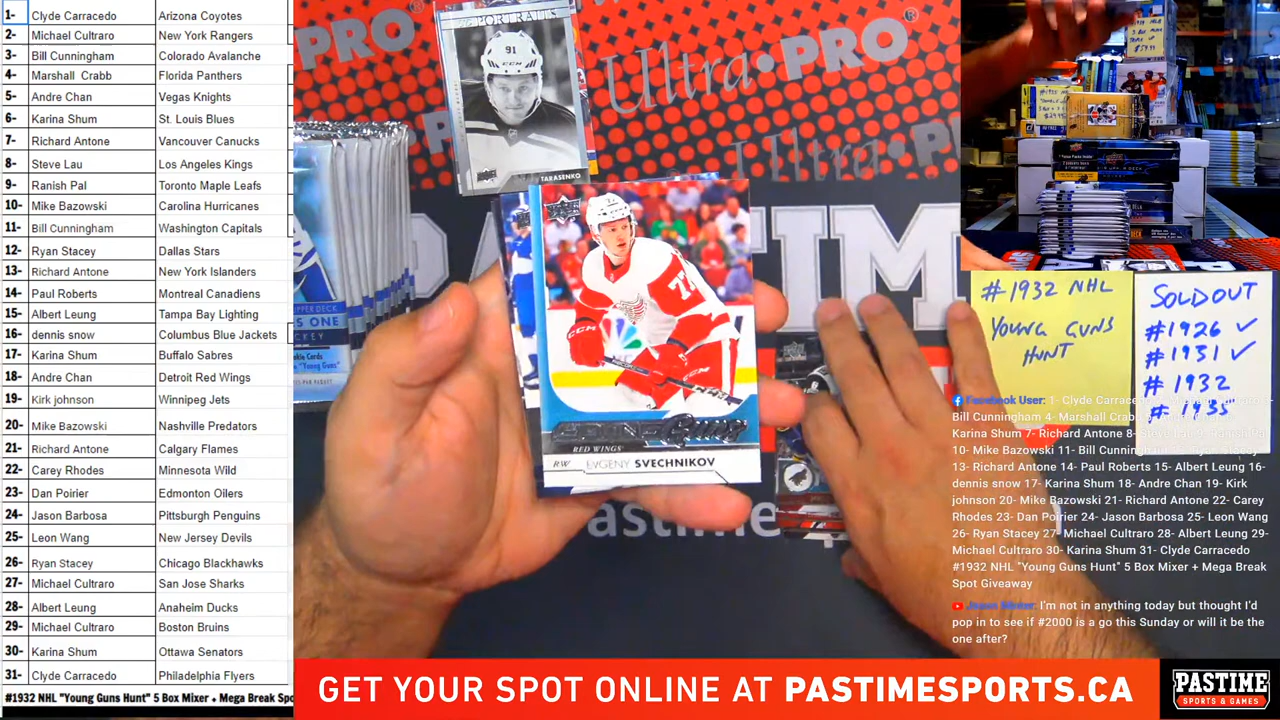 1- Clyde Carracedo Arizona Coyotes
2- Michael Cultraro New York Rangers
3- Bill Cunningham Colorado Avalanche
4- Marshall Crabb Florida Panthers
5- Andre Chan Vegas Knights
6- Karina Shum St. Louis Blues
7- Richard Antone Vancouver Canucks
8- Steve Lau Los Angeles Kings
9- Ranish Pal Toronto Maple Leafs
10- Mike Bazowski Carolina Hurricanes
11- Bill Cunningham Washington Capitals
12- Ryan Stacey Dallas Stars
13- Richard Antone New York Islanders
14- Paul Roberts Montreal Canadiens
15- Albert Leung Tampa Bay Lighting
16- dennis snow Columbus Blue Jackets
17- Karina Shum Buffalo Sabres
18- Andre Chan Detroit Red Wings
19- Kirk johnson Winnipeg Jets
20- Mike Bazowski Nashville Predators
21- Richard Antone Calgary Flames
22- Carey Rhodes Minnesota Wild
23- Dan Poirier Edmonton Oilers
24- Jason Barbosa Pittsburgh Penguins
25- Leon Wang New Jersey Devils
26- Ryan Stacey Chicago Blackhawks
27- Michael Cultraro San Jose Sharks
28- Albert Leung Anaheim Ducks
29- Michael Cultraro Boston Bruins
30- Karina Shum Ottawa Senators
31- Clyde Carracedo Philadelphia Flyers
#1932 NHL "Young Guns Hunt" 5 Box Mixer + Mega Break Spo
PRO
Ultra PRO
PORTRAITS
91
TARASENKO
RED WINGS
RW EVGENY SVECHNIKOV
Pastime
#1932 NHL
YOUNG GUNS
HUNT
SOLD OUT
#1926 ✓
#1931 ✓
#1932
#1935
Facebook User: 1- Clyde
Bill Cunningham 4- Marshall Crabb
Karina Shum 7- Richard Antone 8-
10- Mike Bazowski 11- Bill Cunningham
13- Richard Antone 14- Paul Roberts 15- Albert Leung 16-
dennis snow 17- Karina Shum 18- Andre Chan 19- Kirk
johnson 20- Mike Bazowski 21- Richard Antone 22- Carey
Rhodes 23- Dan Poirier 24- Jason Barbosa 25- Leon Wang
26- Ryan Stacey 27- Michael Cultraro 28- Albert Leung 29-
Michael Cultraro 30- Karina Shum 31- Clyde Carracedo
#1932 NHL "Young Guns Hunt" 5 Box Mixer + Mega Break
Spot Giveaway
I'm not in anything today but thought I'd
pop in to see if #2000 is a go this Sunday or will it be the
one after?
GET YOUR SPOT ONLINE AT PASTIMESPORTS.CA
PASTIME
SPORTS & GAMES